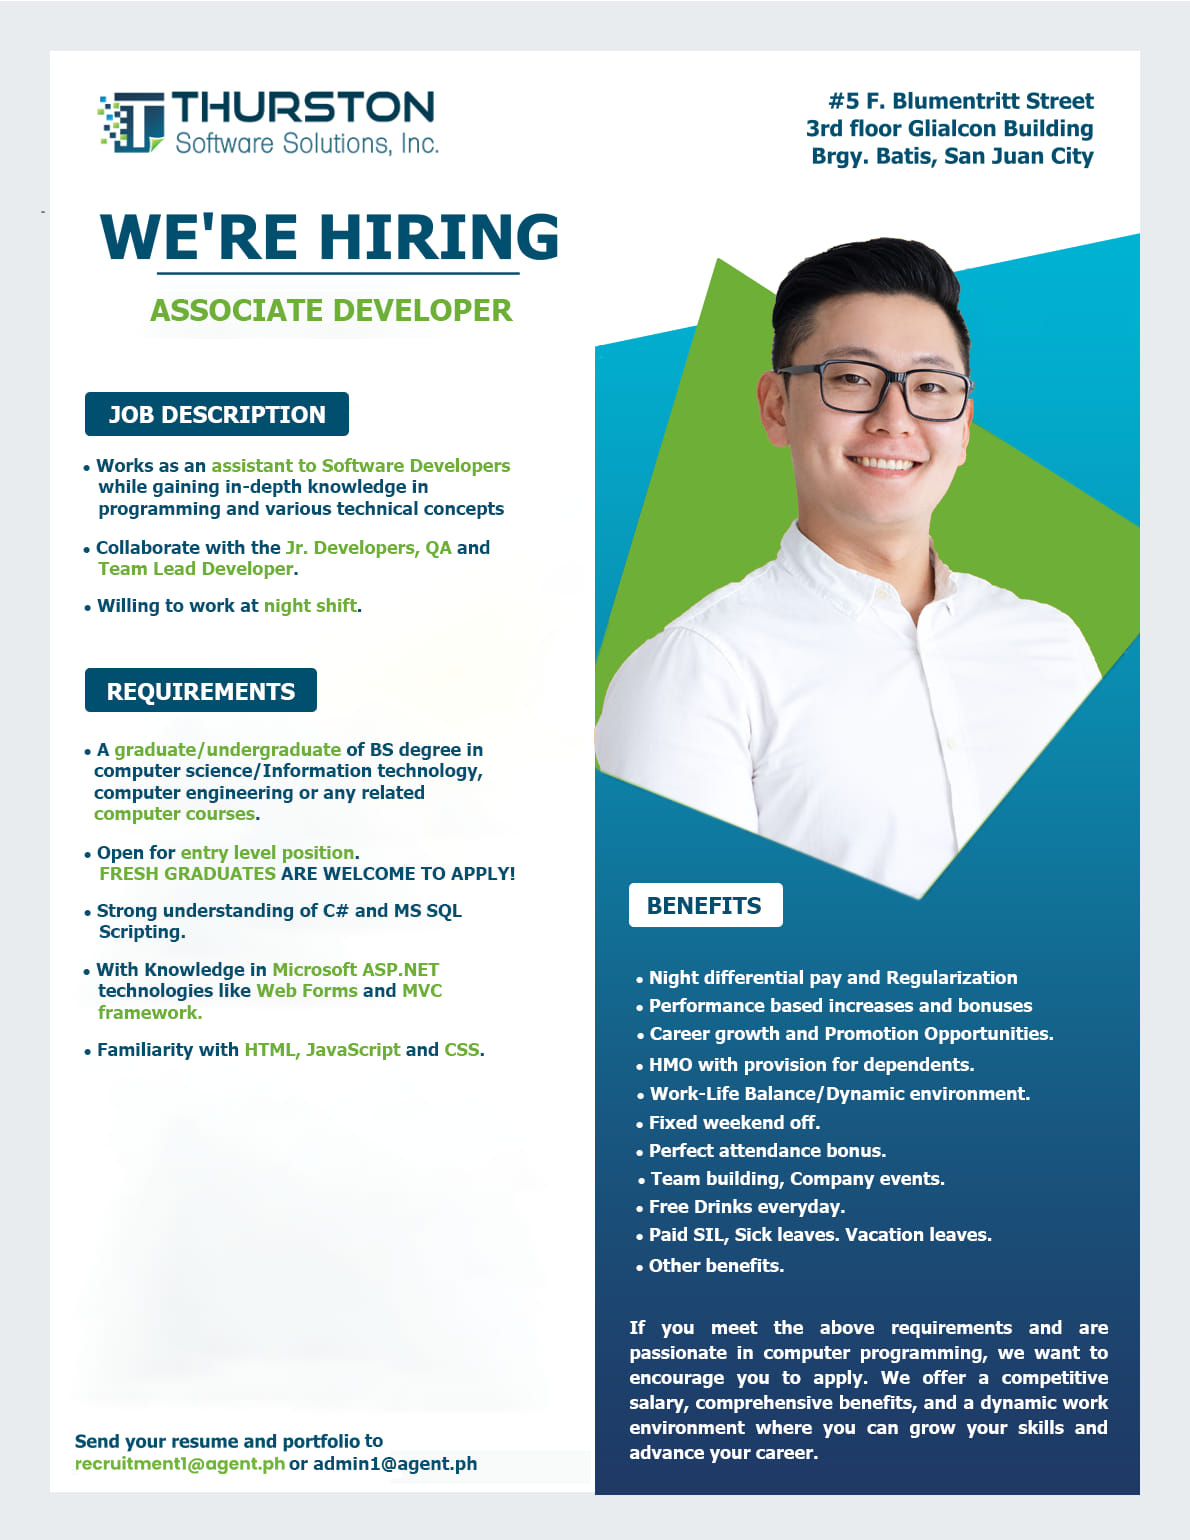 THURSTON
Software Solutions, Inc.
#5 F. Blumentritt Street
3rd floor Glialcon Building
Brgy. Batis, San Juan City
WE'RE HIRING
ASSOCIATE DEVELOPER
JOB DESCRIPTION
• Works as an assistant to Software Developers
while gaining in-depth knowledge in
programming and various technical concepts
• Collaborate with the Jr. Developers, QA and
Team Lead Developer.
• Willing to work at night shift.
REQUIREMENTS
• A graduate/undergraduate of BS degree in
computer science/Information technology,
computer engineering or any related
computer courses.
• Open for entry level position.
FRESH GRADUATES ARE WELCOME TO APPLY!
• Strong understanding of C# and MS SQL
Scripting.
• With Knowledge in Microsoft ASP.NET
technologies like Web Forms and MVC
framework.
• Familiarity with HTML, JavaScript and CSS.
Send your resume and portfolio to
recruitment1@agent.ph or admin1@agent.ph
BENEFITS
• Night differential pay and Regularization
• Performance based increases and bonuses
• Career growth and Promotion Opportunities.
• HMO with provision for dependents.
• Work-Life Balance/Dynamic environment.
• Fixed weekend off.
• Perfect attendance bonus.
• Team building, Company events.
• Free Drinks everyday.
• Paid SIL, Sick leaves. Vacation leaves.
• Other benefits.
If you meet the above requirements and are
passionate in computer programming, we want to
encourage you to apply. We offer a competitive
salary, comprehensive benefits, and a dynamic work
environment where you can grow your skills and
advance your career.